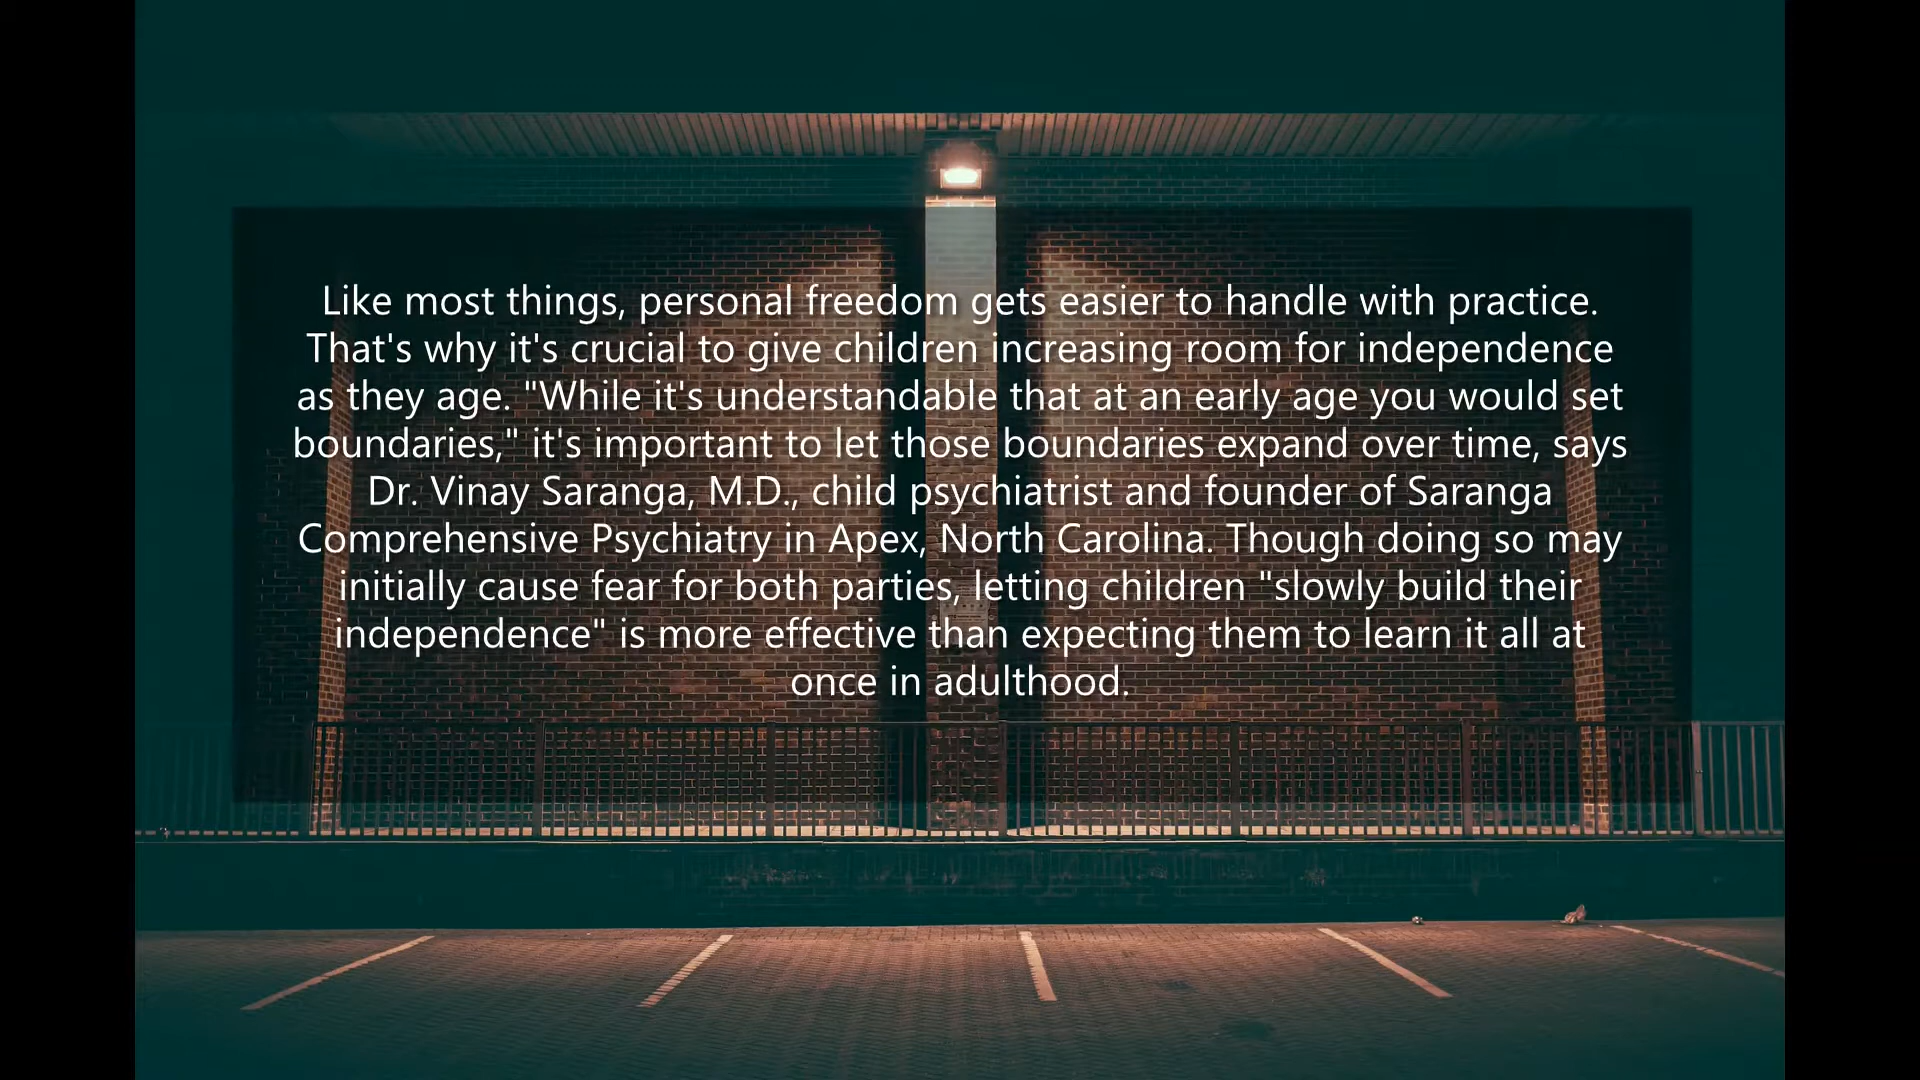 Like most things, personal freedom gets easier to handle with practice.
That's why it's crucial to give children increasing room for independence
as they age. "While it's understandable that at an early age you would set
boundaries," it's important to let those boundaries expand over time, says
Dr. Vinay Saranga, M.D., child psychiatrist and founder of Saranga
Comprehensive Psychiatry in Apex, North Carolina. Though doing so may
initially cause fear for both parties, letting children "slowly build their
independence" is more effective than expecting them to learn it all at
once in adulthood.